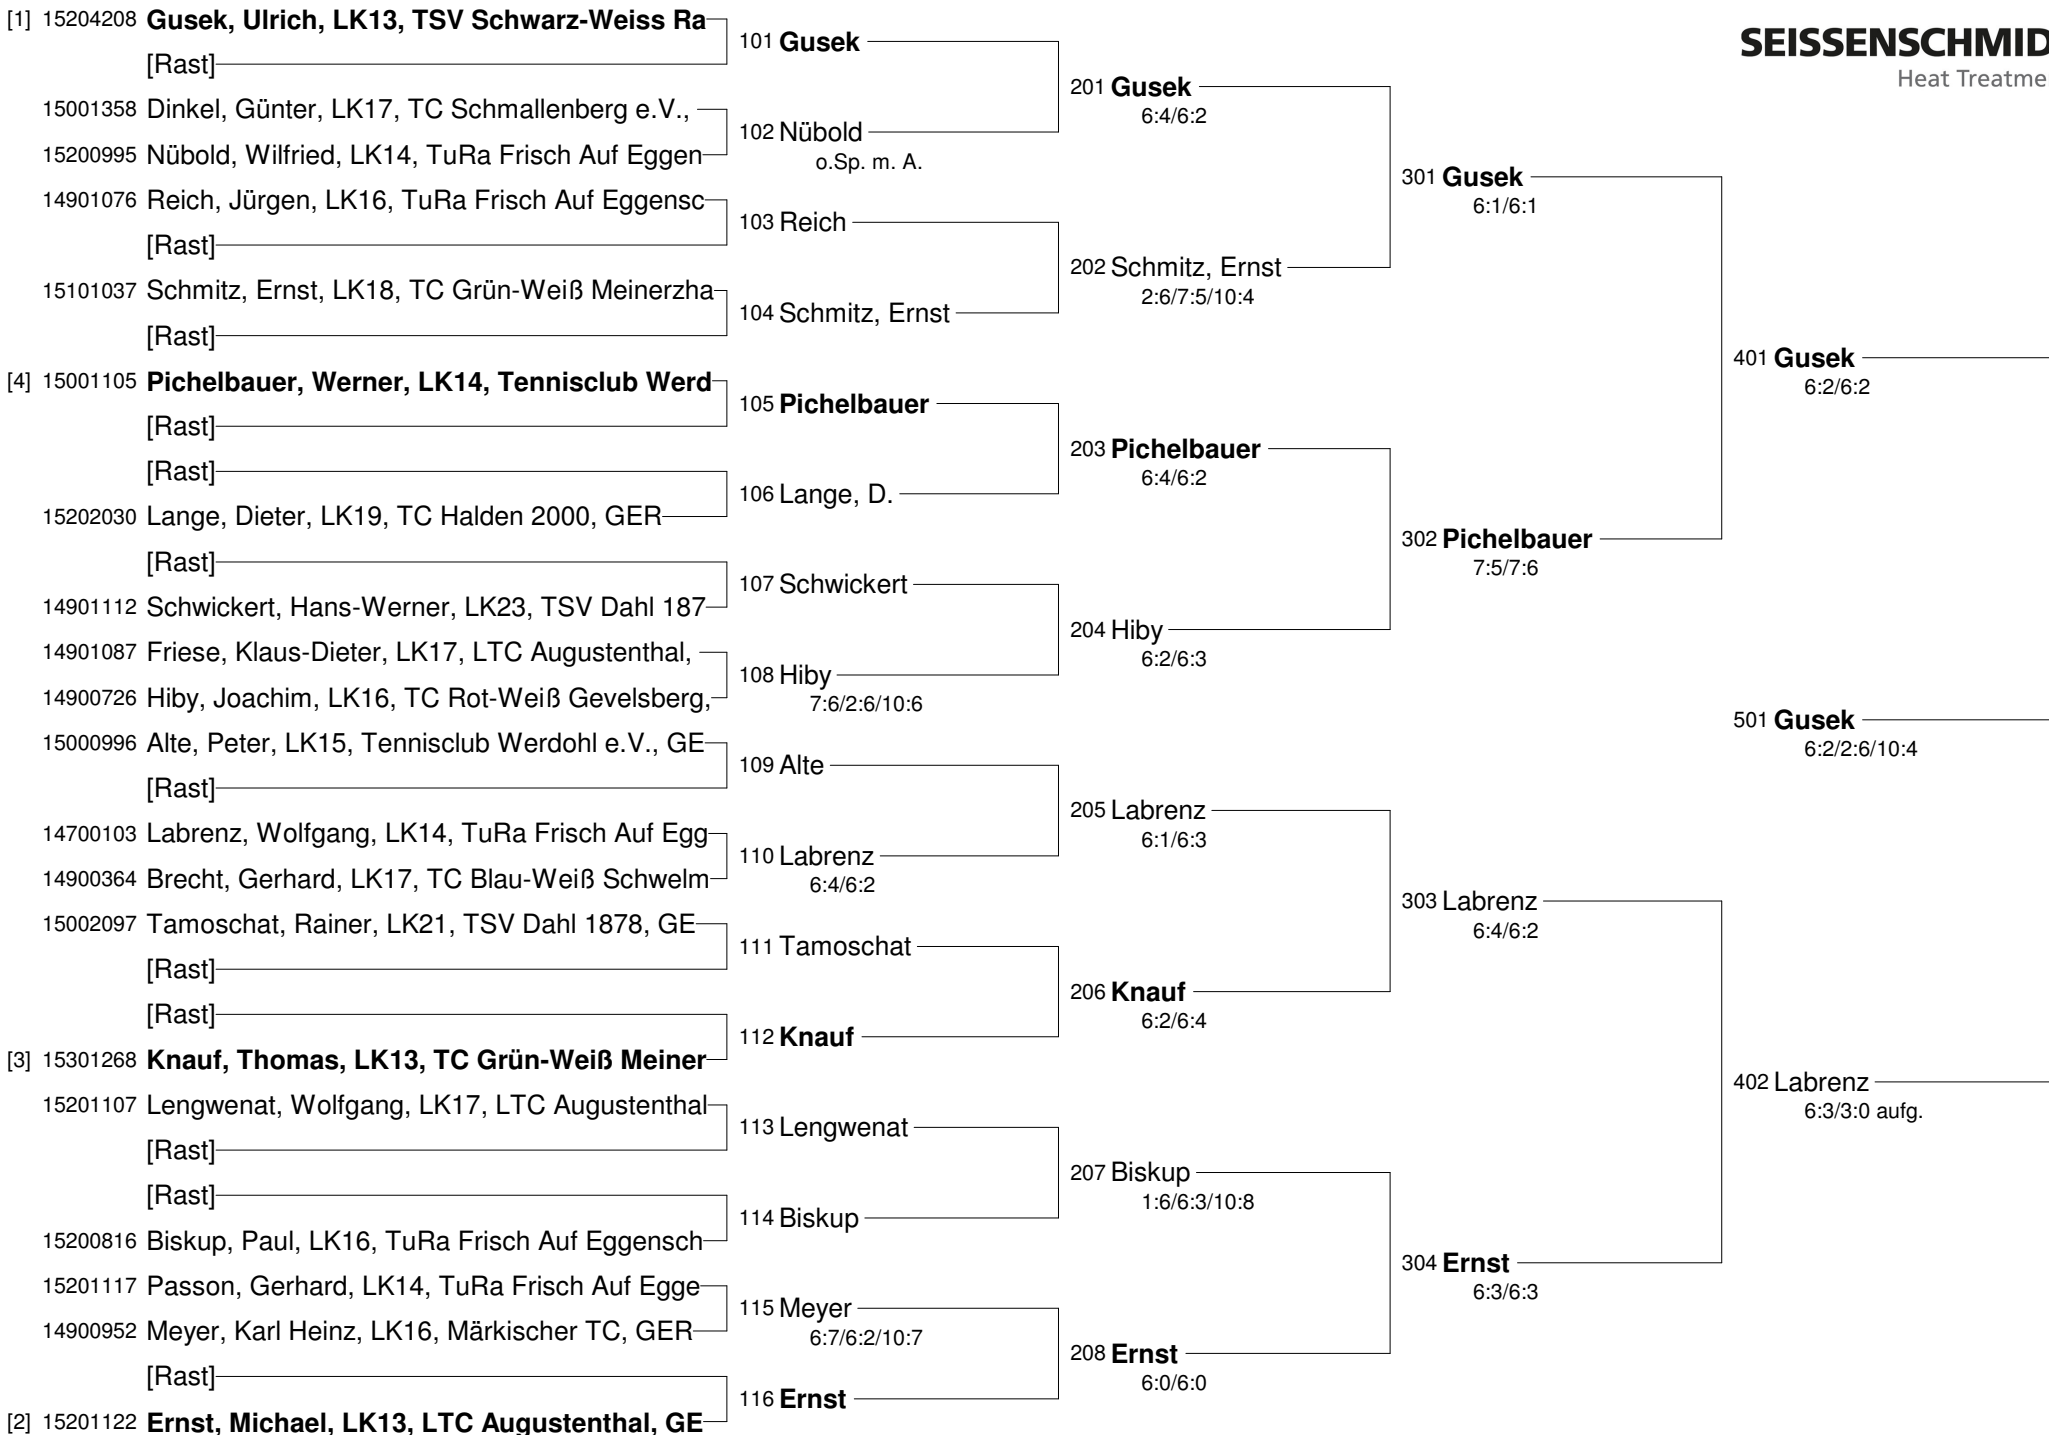 [1] 15204208 Gusek, Ulrich, LK13, TSV Schwarz-Weiss Ra
[Rast]
15001358 Dinkel, Günter, LK17, TC Schmallenberg e.V.,
15200995 Nübold, Wilfried, LK14, TuRa Frisch Auf Eggen
14901076 Reich, Jürgen, LK16, TuRa Frisch Auf Eggensc
[Rast]
15101037 Schmitz, Ernst, LK18, TC Grün-Weiß Meinerzha
[Rast]
[4] 15001105 Pichelbauer, Werner, LK14, Tennisclub Werd
[Rast]
[Rast]
15202030 Lange, Dieter, LK19, TC Halden 2000, GER
[Rast]
14901112 Schwickert, Hans-Werner, LK23, TSV Dahl 187
14901087 Friese, Klaus-Dieter, LK17, LTC Augustenthal,
14900726 Hiby, Joachim, LK16, TC Rot-Weiß Gevelsberg,
15000996 Alte, Peter, LK15, Tennisclub Werdohl e.V., GE
[Rast]
14700103 Labrenz, Wolfgang, LK14, TuRa Frisch Auf Egg
14900364 Brecht, Gerhard, LK17, TC Blau-Weiß Schwelm
15002097 Tamoschat, Rainer, LK21, TSV Dahl 1878, GE
[Rast]
[Rast]
[3] 15301268 Knauf, Thomas, LK13, TC Grün-Weiß Meiner
15201107 Lengwenat, Wolfgang, LK17, LTC Augustenthal
[Rast]
[Rast]
15200816 Biskup, Paul, LK16, TuRa Frisch Auf Eggensch
15201117 Passon, Gerhard, LK14, TuRa Frisch Auf Egge
14900952 Meyer, Karl Heinz, LK16, Märkischer TC, GER
[Rast]
[2] 15201122 Ernst, Michael, LK13, LTC Augustenthal, GE
101 Gusek
102 Nübold
o.Sp. m. A.
103 Reich
104 Schmitz, Ernst
105 Pichelbauer
106 Lange, D.
107 Schwickert
108 Hiby
7:6/2:6/10:6
109 Alte
110 Labrenz
6:4/6:2
111 Tamoschat
112 Knauf
113 Lengwenat
114 Biskup
115 Meyer
6:7/6:2/10:7
116 Ernst
201 Gusek
6:4/6:2
202 Schmitz, Ernst
2:6/7:5/10:4
203 Pichelbauer
6:4/6:2
204 Hiby
6:2/6:3
205 Labrenz
6:1/6:3
206 Knauf
6:2/6:4
207 Biskup
1:6/6:3/10:8
208 Ernst
6:0/6:0
301 Gusek
6:1/6:1
302 Pichelbauer
7:5/7:6
303 Labrenz
6:4/6:2
304 Ernst
6:3/6:3
SEISSENSCHMID
Heat Treatme
401 Gusek
6:2/6:2
501 Gusek
6:2/2:6/10:4
402 Labrenz
6:3/3:0 aufg.